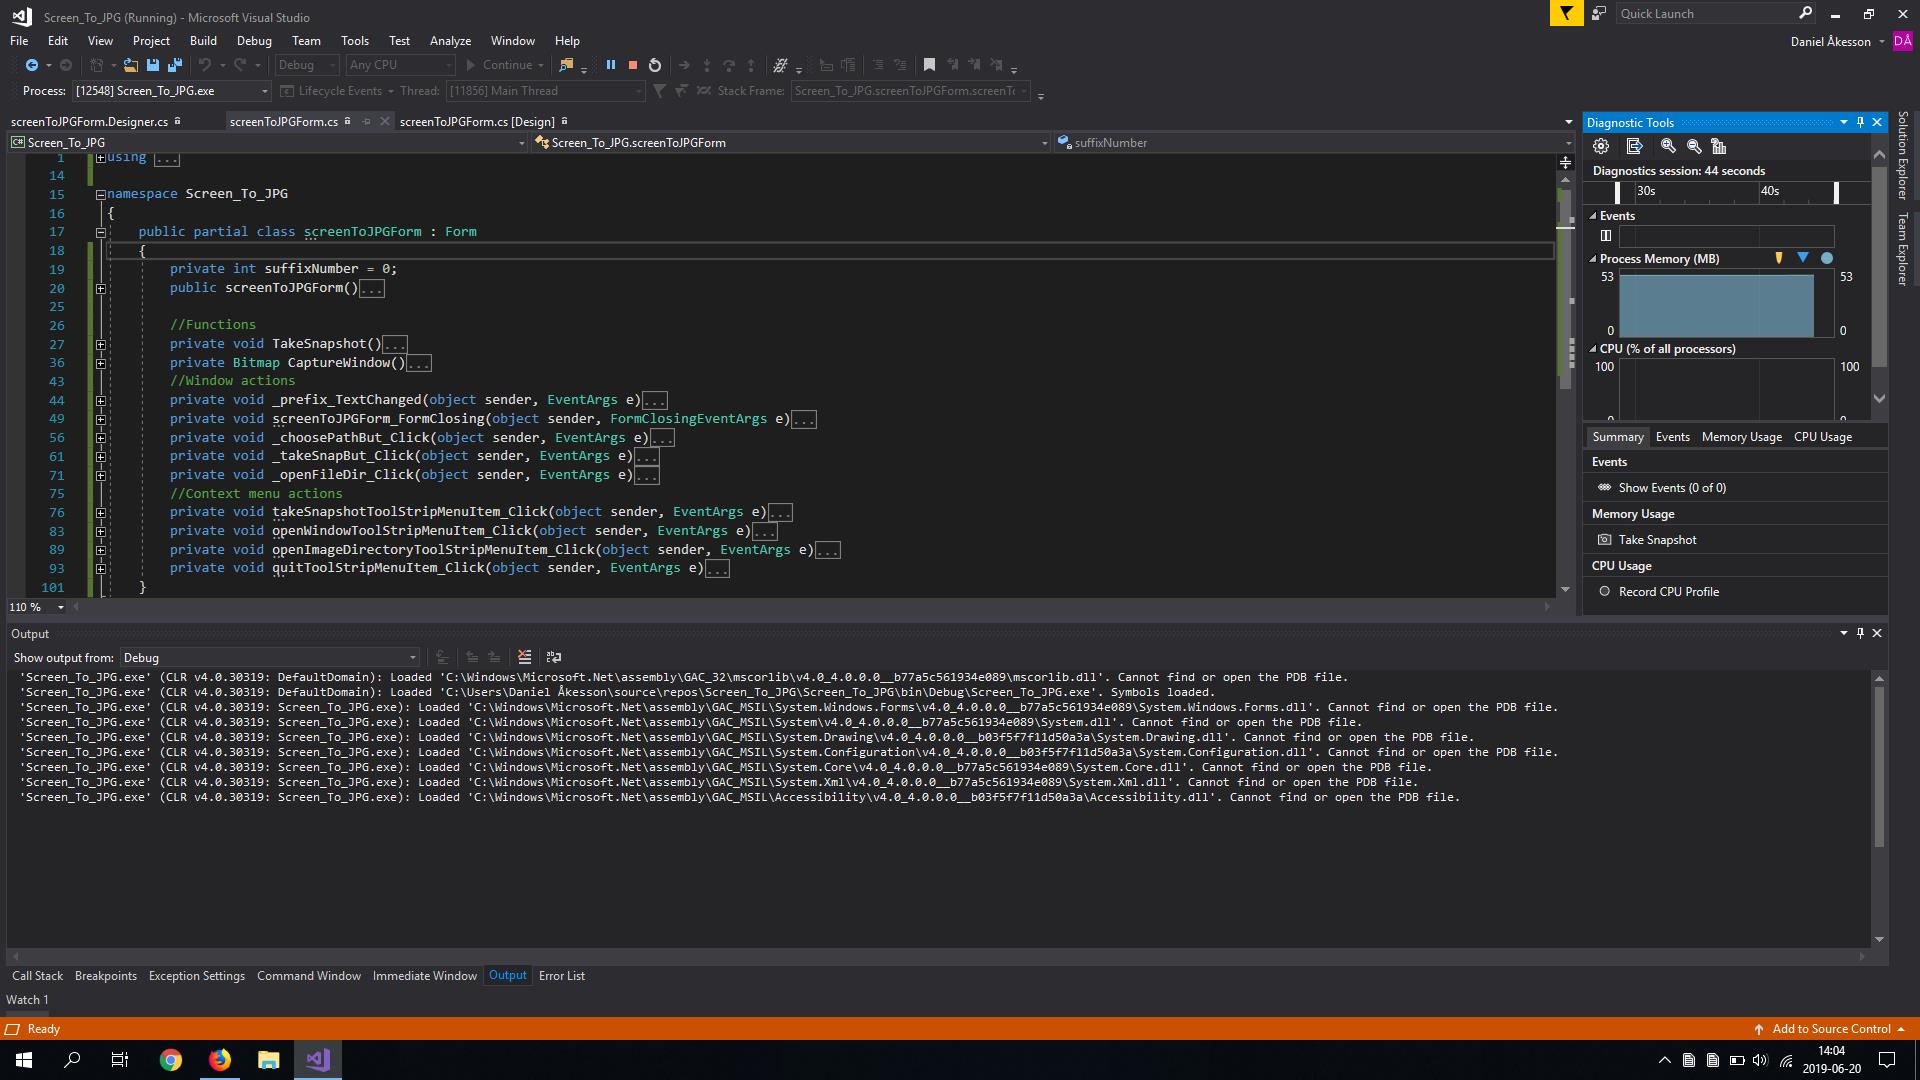 Screen_To_JPG (Running) - Microsoft Visual Studio
Quick Launch
File Edit View Project Build Debug Team Tools Test Analyze Window Help
Daniel Åkesson DÅ
Debug Any CPU Continue
Process: [12548] Screen_To_JPG.exe Lifecycle Events Thread: [11856] Main Thread Stack Frame: Screen_To_JPG.screenToJPGForm.screenTo
screenToJPGForm.Designer.cs screenToJPGForm.cs screenToJPGForm.cs [Design]
C# Screen_To_JPG Screen_To_JPG.screenToJPGForm suffixNumber
1 using ...
14
15 namespace Screen_To_JPG
16 {
17 public partial class screenToJPGForm : Form
18 {
19 private int suffixNumber = 0;
20 public screenToJPGForm()...
25
26 //Functions
27 private void TakeSnapshot()...
36 private Bitmap CaptureWindow()...
43 //Window actions
44 private void _prefix_TextChanged(object sender, EventArgs e)...
49 private void screenToJPGForm_FormClosing(object sender, FormClosingEventArgs e)...
56 private void _choosePathBut_Click(object sender, EventArgs e)...
61 private void _takeSnapBut_Click(object sender, EventArgs e)...
71 private void _openFileDir_Click(object sender, EventArgs e)...
75 //Context menu actions
76 private void takeSnapshotToolStripMenuItem_Click(object sender, EventArgs e)...
83 private void openWindowToolStripMenuItem_Click(object sender, EventArgs e)...
89 private void openImageDirectoryToolStripMenuItem_Click(object sender, EventArgs e)...
93 private void quitToolStripMenuItem_Click(object sender, EventArgs e)...
101 }
110 %
Diagnostic Tools
Diagnostics session: 44 seconds
30s 40s
Events
Process Memory (MB)
53 53
0 0
CPU (% of all processors)
100 100
0 0
Summary Events Memory Usage CPU Usage
Events
Show Events (0 of 0)
Memory Usage
Take Snapshot
CPU Usage
Record CPU Profile
Solution Explorer
Team Explorer
Output
Show output from: Debug
'Screen_To_JPG.exe' (CLR v4.0.30319: DefaultDomain): Loaded 'C:\Windows\Microsoft.Net\assembly\GAC_32\mscorlib\v4.0_4.0.0.0__b77a5c561934e089\mscorlib.dll'. Cannot find or open the PDB file.
'Screen_To_JPG.exe' (CLR v4.0.30319: DefaultDomain): Loaded 'C:\Users\Daniel Åkesson\source\repos\Screen_To_JPG\Screen_To_JPG\bin\Debug\Screen_To_JPG.exe'. Symbols loaded.
'Screen_To_JPG.exe' (CLR v4.0.30319: Screen_To_JPG.exe): Loaded 'C:\Windows\Microsoft.Net\assembly\GAC_MSIL\System.Windows.Forms\v4.0_4.0.0.0__b77a5c561934e089\System.Windows.Forms.dll'. Cannot find or open the PDB file.
'Screen_To_JPG.exe' (CLR v4.0.30319: Screen_To_JPG.exe): Loaded 'C:\Windows\Microsoft.Net\assembly\GAC_MSIL\System\v4.0_4.0.0.0__b77a5c561934e089\System.dll'. Cannot find or open the PDB file.
'Screen_To_JPG.exe' (CLR v4.0.30319: Screen_To_JPG.exe): Loaded 'C:\Windows\Microsoft.Net\assembly\GAC_MSIL\System.Drawing\v4.0_4.0.0.0__b03f5f7f11d50a3a\System.Drawing.dll'. Cannot find or open the PDB file.
'Screen_To_JPG.exe' (CLR v4.0.30319: Screen_To_JPG.exe): Loaded 'C:\Windows\Microsoft.Net\assembly\GAC_MSIL\System.Configuration\v4.0_4.0.0.0__b03f5f7f11d50a3a\System.Configuration.dll'. Cannot find or open the PDB file.
'Screen_To_JPG.exe' (CLR v4.0.30319: Screen_To_JPG.exe): Loaded 'C:\Windows\Microsoft.Net\assembly\GAC_MSIL\System.Core\v4.0_4.0.0.0__b77a5c561934e089\System.Core.dll'. Cannot find or open the PDB file.
'Screen_To_JPG.exe' (CLR v4.0.30319: Screen_To_JPG.exe): Loaded 'C:\Windows\Microsoft.Net\assembly\GAC_MSIL\System.Xml\v4.0_4.0.0.0__b77a5c561934e089\System.Xml.dll'. Cannot find or open the PDB file.
'Screen_To_JPG.exe' (CLR v4.0.30319: Screen_To_JPG.exe): Loaded 'C:\Windows\Microsoft.Net\assembly\GAC_MSIL\Accessibility\v4.0_4.0.0.0__b03f5f7f11d50a3a\Accessibility.dll'. Cannot find or open the PDB file.
Call Stack Breakpoints Exception Settings Command Window Immediate Window Output Error List
Watch 1
Ready
Add to Source Control
14:04
2019-06-20